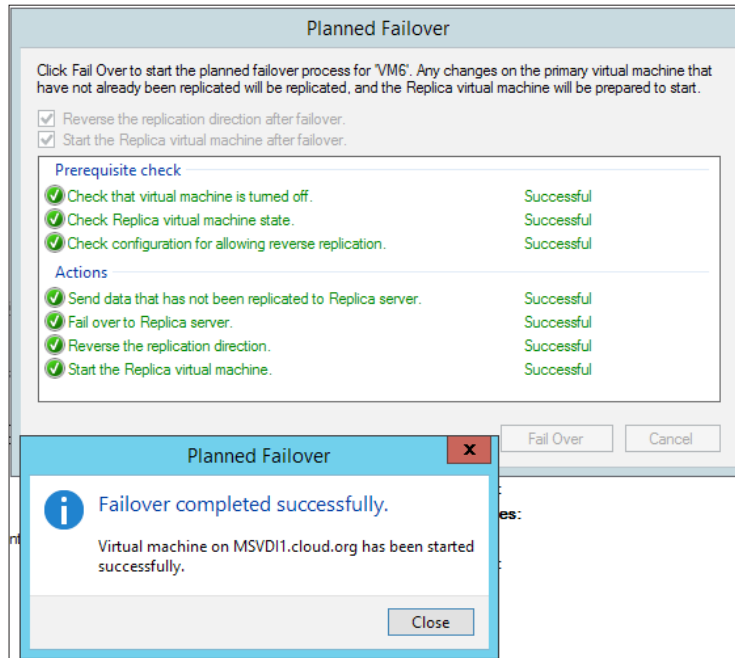 Planned Failover
Click Fail Over to start the planned failover process for 'VM6'. Any changes on the primary virtual machine that
have not already been replicated will be replicated, and the Replica virtual machine will be prepared to start.
Reverse the replication direction after failover.
Start the Replica virtual machine after failover.
Prerequisite check
Check that virtual machine is turned off. Successful
Check Replica virtual machine state. Successful
Check configuration for allowing reverse replication. Successful
Actions
Send data that has not been replicated to Replica server. Successful
Fail over to Replica server. Successful
Reverse the replication direction. Successful
Start the Replica virtual machine. Successful
Fail Over Cancel
Planned Failover x
Failover completed successfully.
Virtual machine on MSVDI1.cloud.org has been started
successfully.
Close